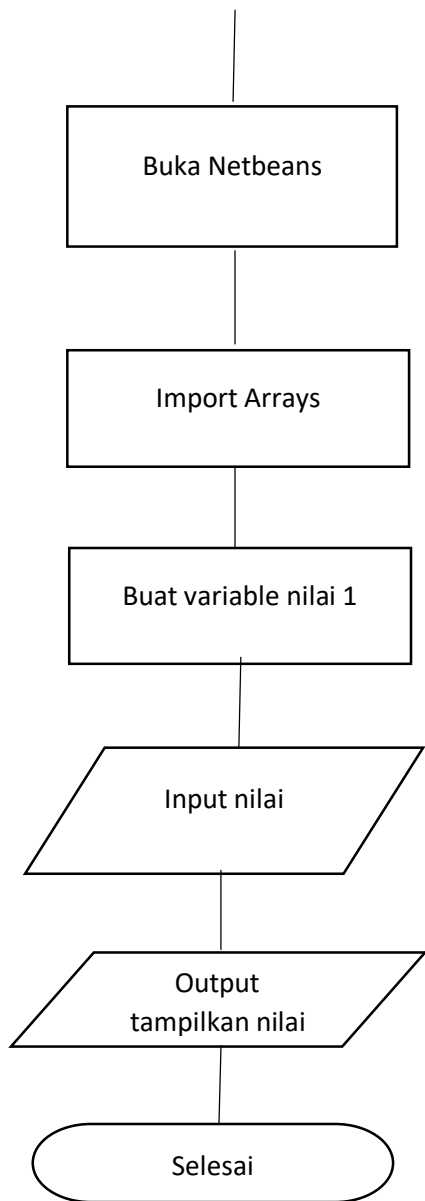 Buka Netbeans
Import Arrays
Buat variable nilai 1
Input nilai
Output
tampilkan nilai
Selesai